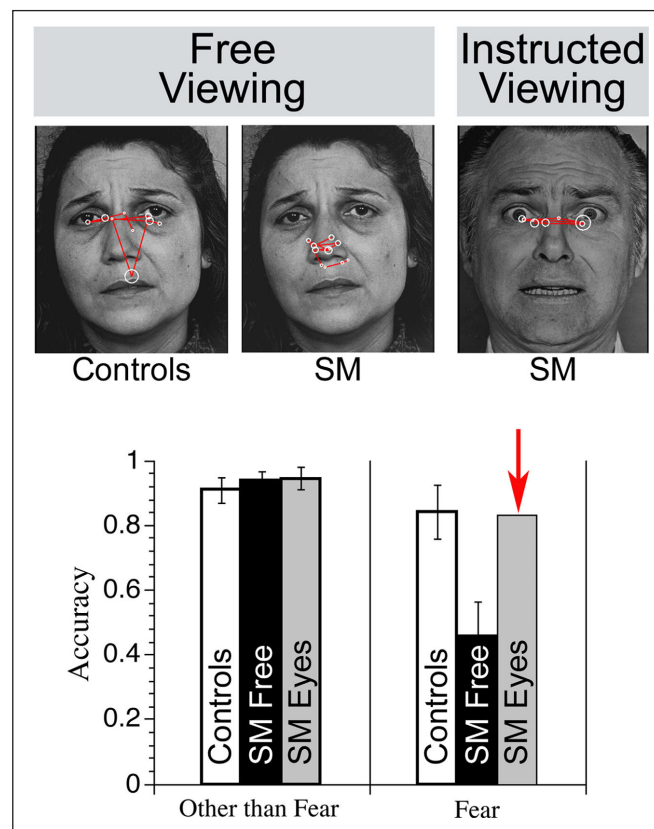 Free
Viewing
Instructed
Viewing
Controls
SM
SM
1
0.8
0.6
0.4
0.2
0
Accuracy
Controls
SM Free
SM Eyes
Controls
SM Free
SM Eyes
Other than Fear
Fear